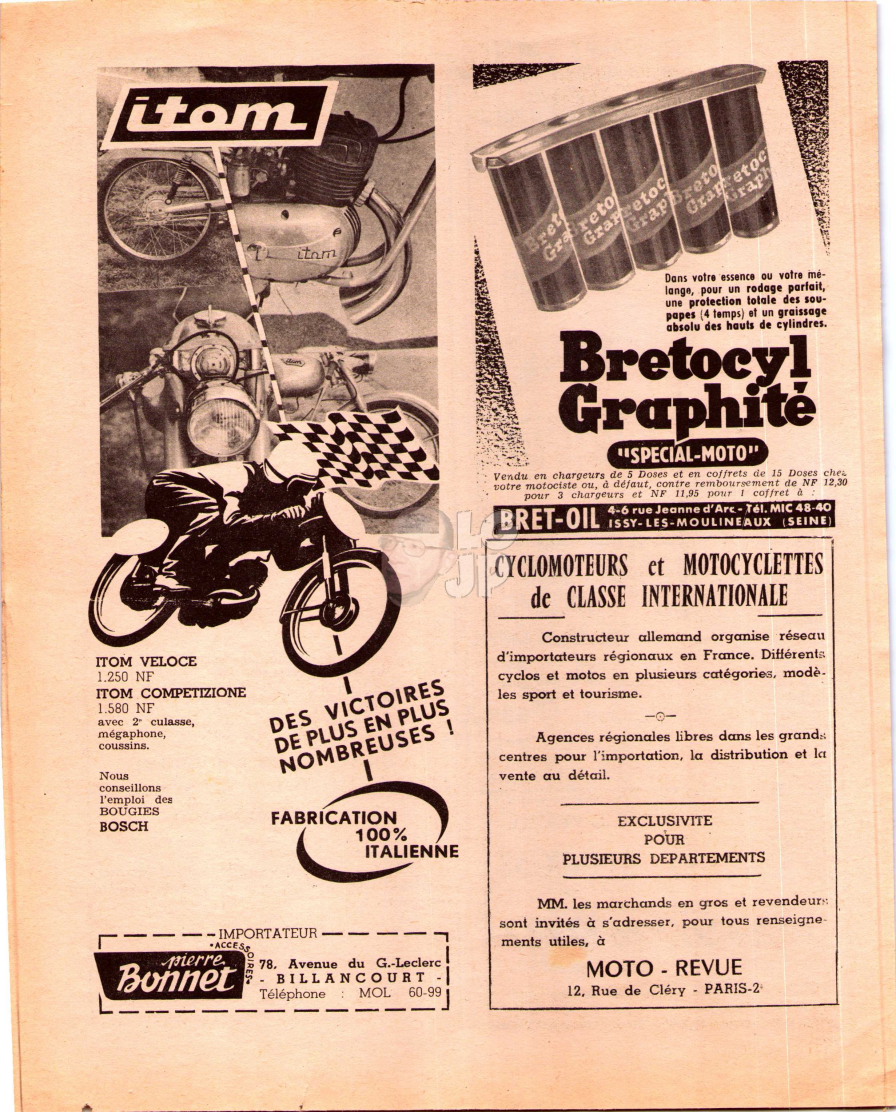 itom
itom
itom
ITOM VELOCE
1.250 NF
ITOM COMPETIZIONE
1.580 NF
avec 2e culasse,
mégaphone,
coussins.
Nous
conseillons
l'emploi des
BOUGIES
BOSCH
DES VICTOIRES
DE PLUS EN PLUS
NOMBREUSES !
FABRICATION
100%
ITALIENNE
IMPORTATEUR
pierre
Bonnet
ACCESSOIRES
78, Avenue du G.-Leclerc
- BILLANCOURT -
Téléphone : MOL 60-99
Dans votre essence ou votre mé-
lange, pour un rodage parfait,
une protection totale des sou-
papes (4 temps) et un graissage
absolu des hauts de cylindres.
Bretocyl
Graphité
"SPECIAL-MOTO"
Vendu en chargeurs de 5 Doses et en coffrets de 15 Doses chez
votre motociste ou, à défaut, contre remboursement de NF 12,30
pour 3 chargeurs et NF 11,95 pour 1 coffret à :
BRET-OIL 4-6 rue Jeanne d'Arc - Tél. MIC 48-40
ISSY-LES-MOULINEAUX (SEINE)
LO
JP
CYCLOMOTEURS et MOTOCYCLETTES
de CLASSE INTERNATIONALE
Constructeur allemand organise réseau
d'importateurs régionaux en France. Différents
cyclos et motos en plusieurs catégories, modè-
les sport et tourisme.
Agences régionales libres dans les grands
centres pour l'importation, la distribution et la
vente au détail.
EXCLUSIVITE
POUR
PLUSIEURS DEPARTEMENTS
MM. les marchands en gros et revendeurs
sont invités à s'adresser, pour tous renseigne-
ments utiles, à
MOTO - REVUE
12, Rue de Cléry - PARIS-2e